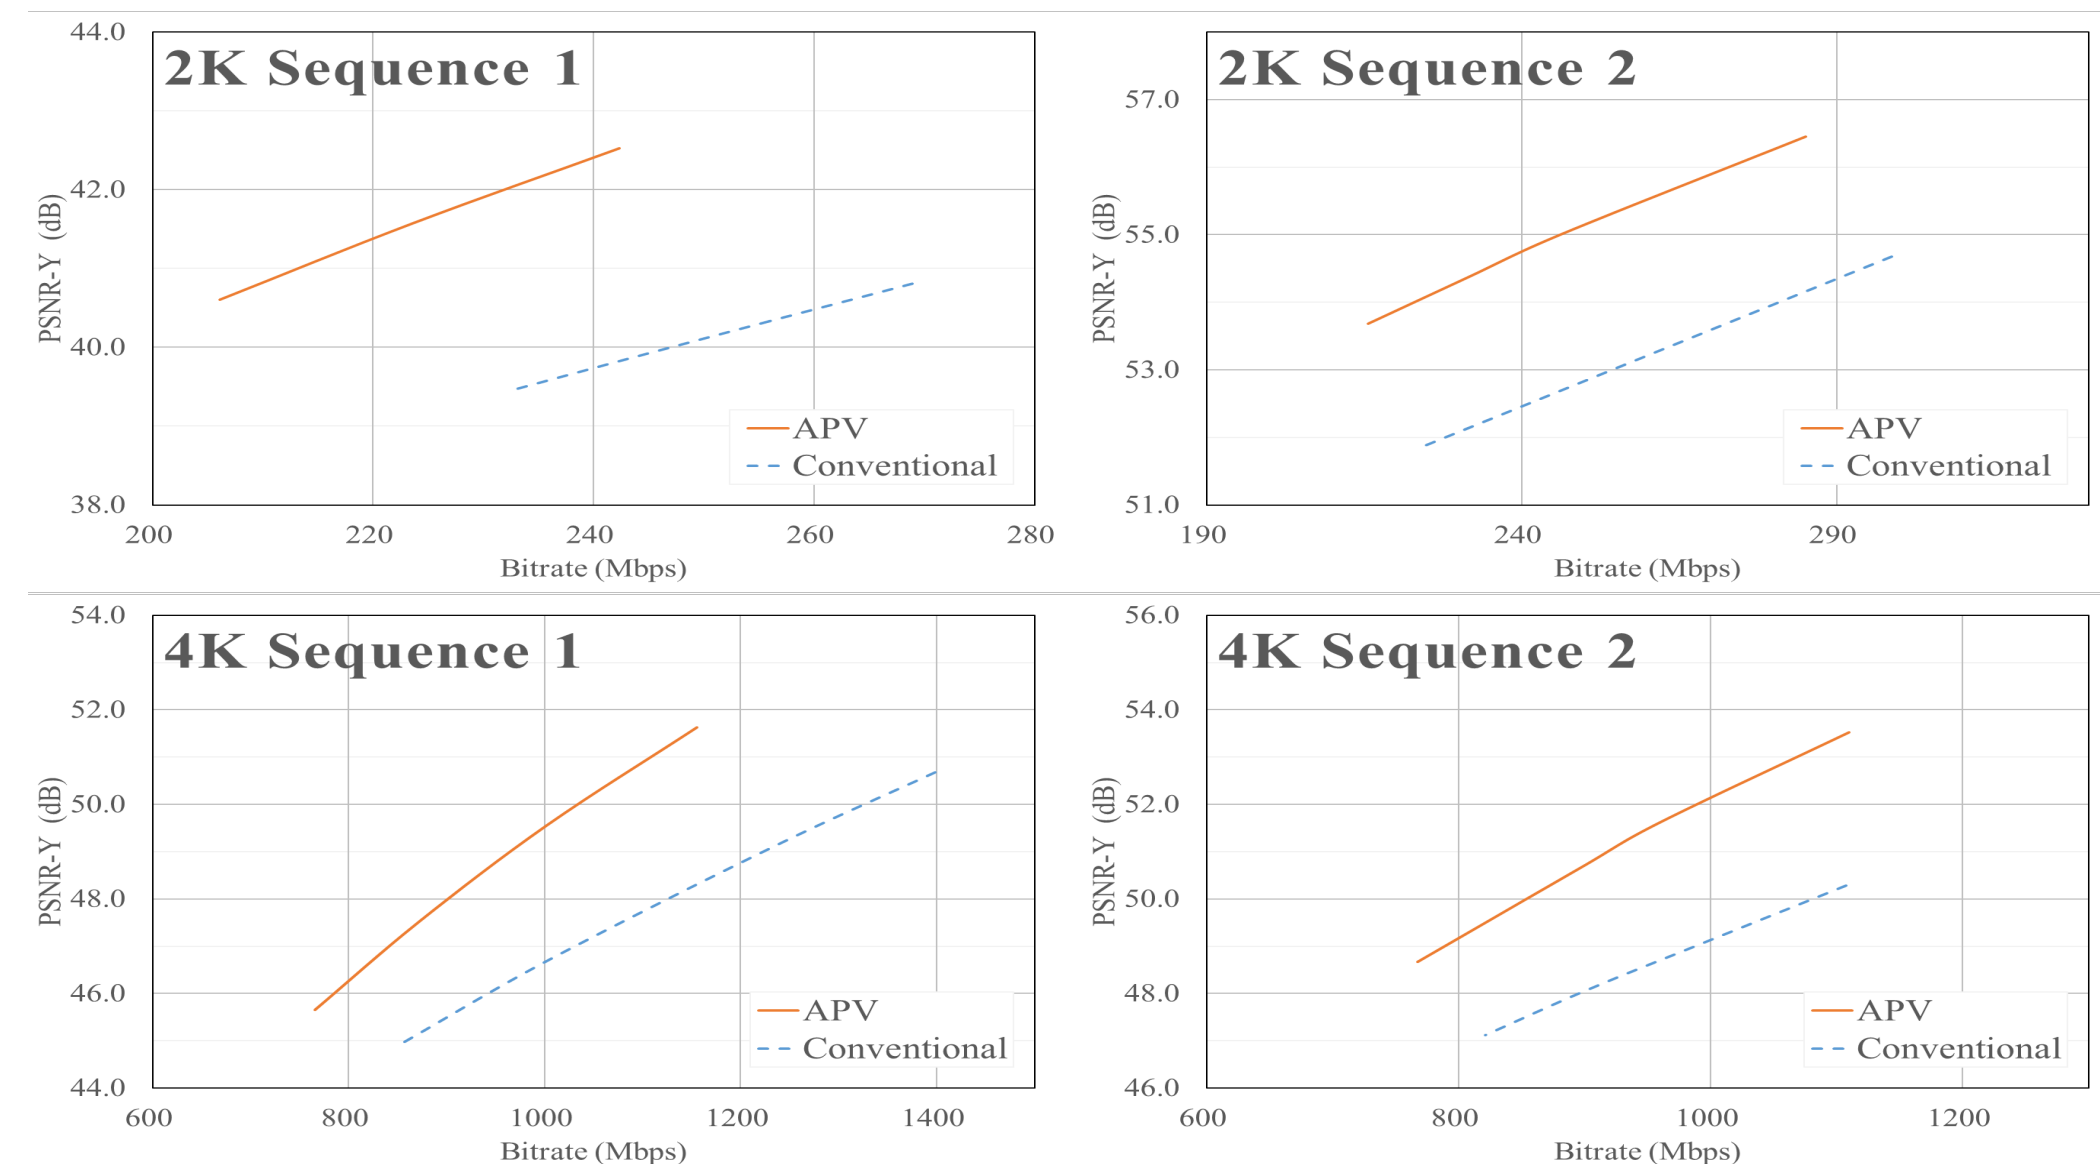 2K Sequence 1
44.0
42.0
40.0
38.0
PSNR-Y (dB)
APV
Conventional
200 220 240 260 280
Bitrate (Mbps)
2K Sequence 2
57.0
55.0
53.0
51.0
PSNR-Y (dB)
APV
Conventional
190 240 290
Bitrate (Mbps)
4K Sequence 1
54.0
52.0
50.0
48.0
46.0
44.0
PSNR-Y (dB)
APV
Conventional
600 800 1000 1200 1400
Bitrate (Mbps)
4K Sequence 2
56.0
54.0
52.0
50.0
48.0
46.0
PSNR-Y (dB)
APV
Conventional
600 800 1000 1200
Bitrate (Mbps)